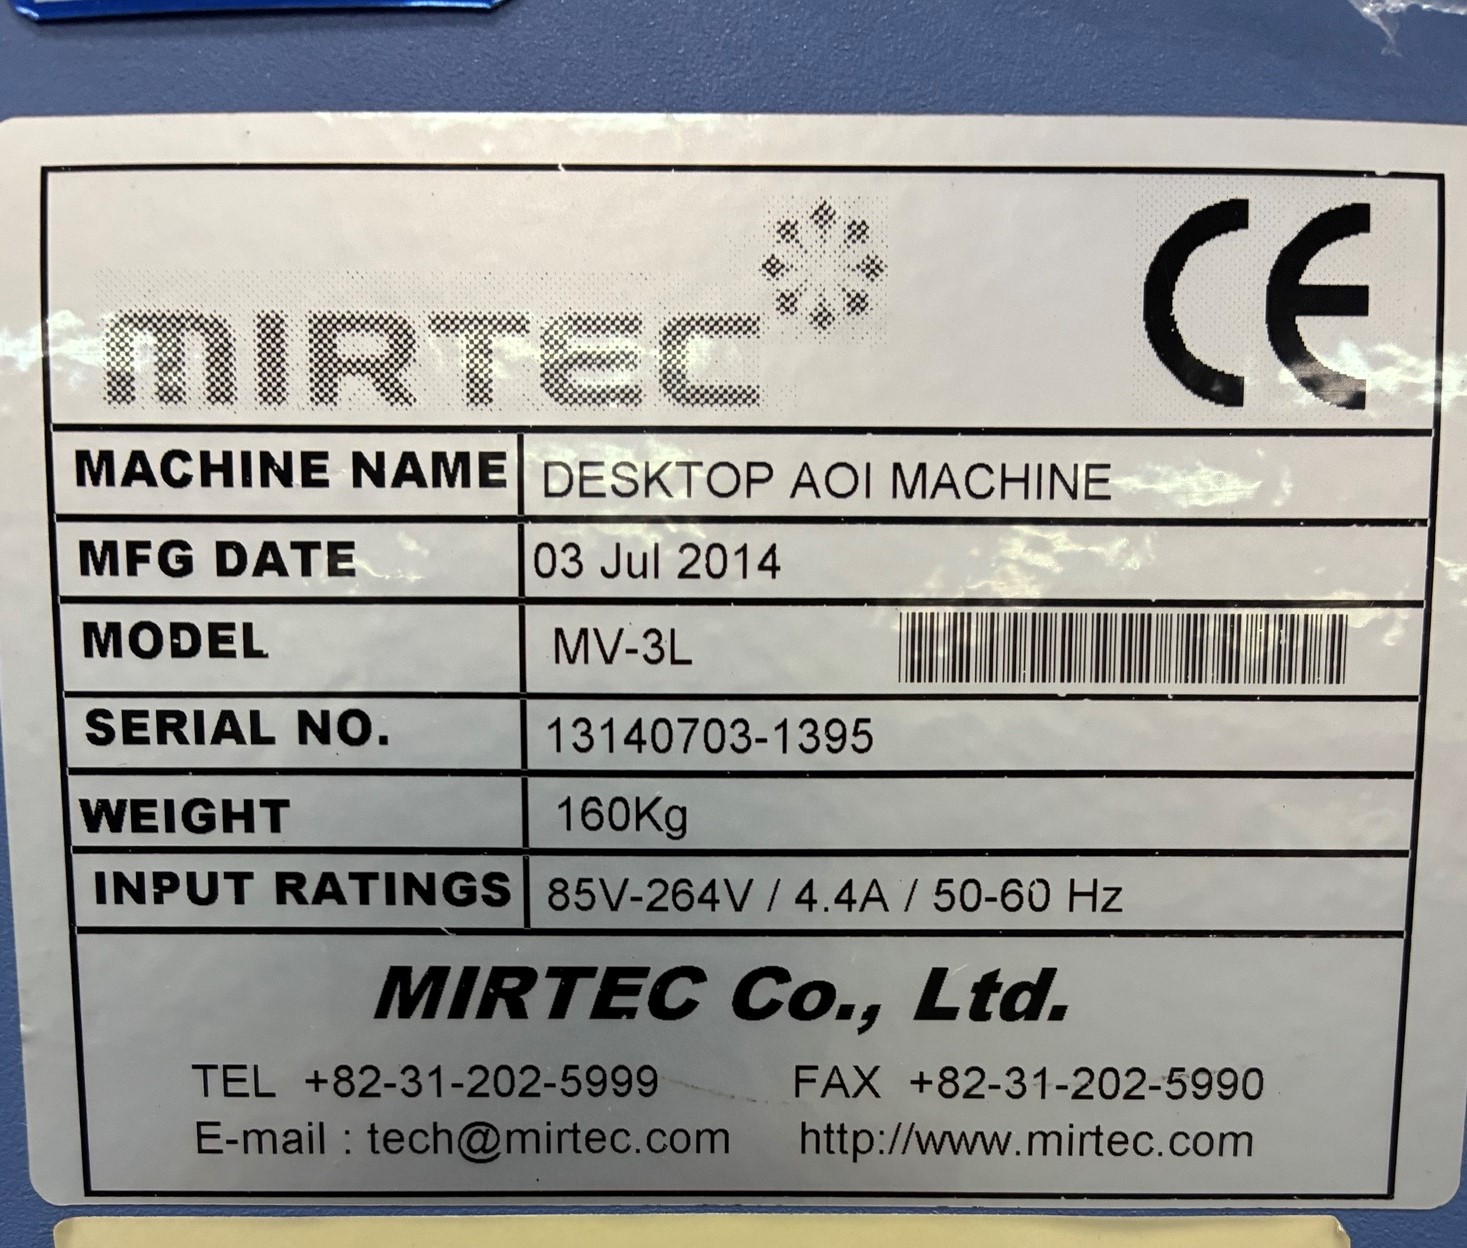 MIRTEC CE
MACHINE NAME DESKTOP AOI MACHINE
MFG DATE 03 Jul 2014
MODEL MV-3L
SERIAL NO. 13140703-1395
WEIGHT 160Kg
INPUT RATINGS 85V-264V / 4.4A / 50-60 Hz
MIRTEC Co., Ltd.
TEL +82-31-202-5999 FAX +82-31-202-5990
E-mail : tech@mirtec.com http://www.mirtec.com